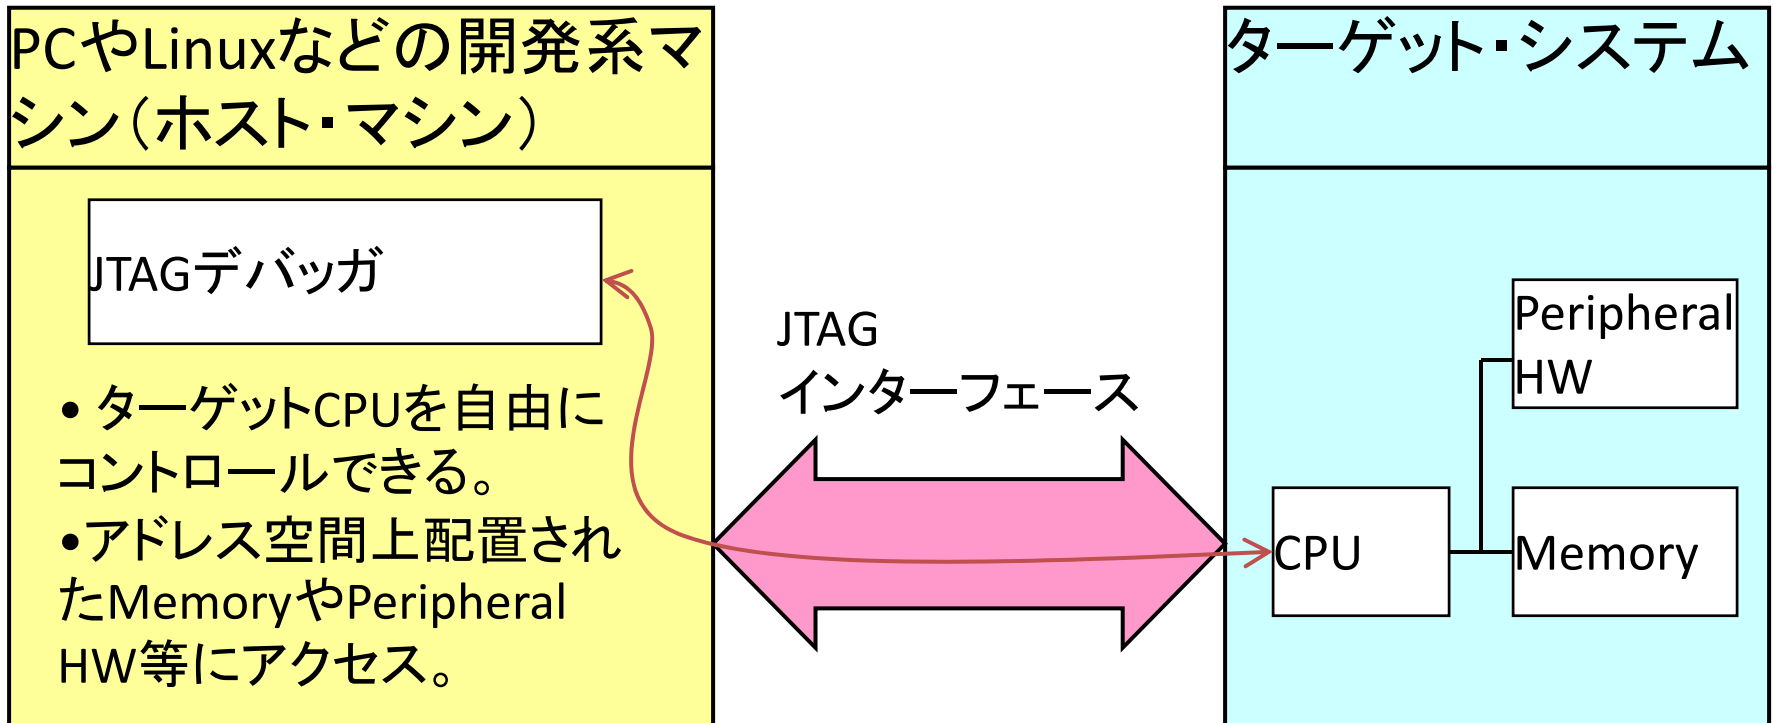 PCやLinuxなどの開発系マ
シン（ホスト・マシン）
JTAGデバッガ
• ターゲットCPUを自由に
コントロールできる。
•アドレス空間上配置され
たMemoryやPeripheral
HW等にアクセス。
JTAG
インターフェース
ターゲット・システム
Peripheral
HW
CPU
Memory